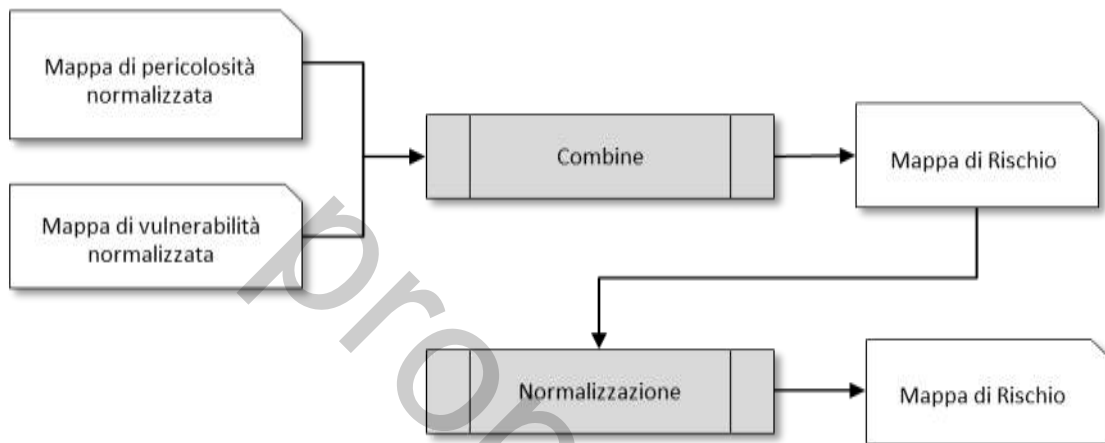 Mappa di pericolosità
normalizzata
Combine
Mappa di Rischio
Mappa di vulnerabilità
normalizzata
Normalizzazione
Mappa di Rischio